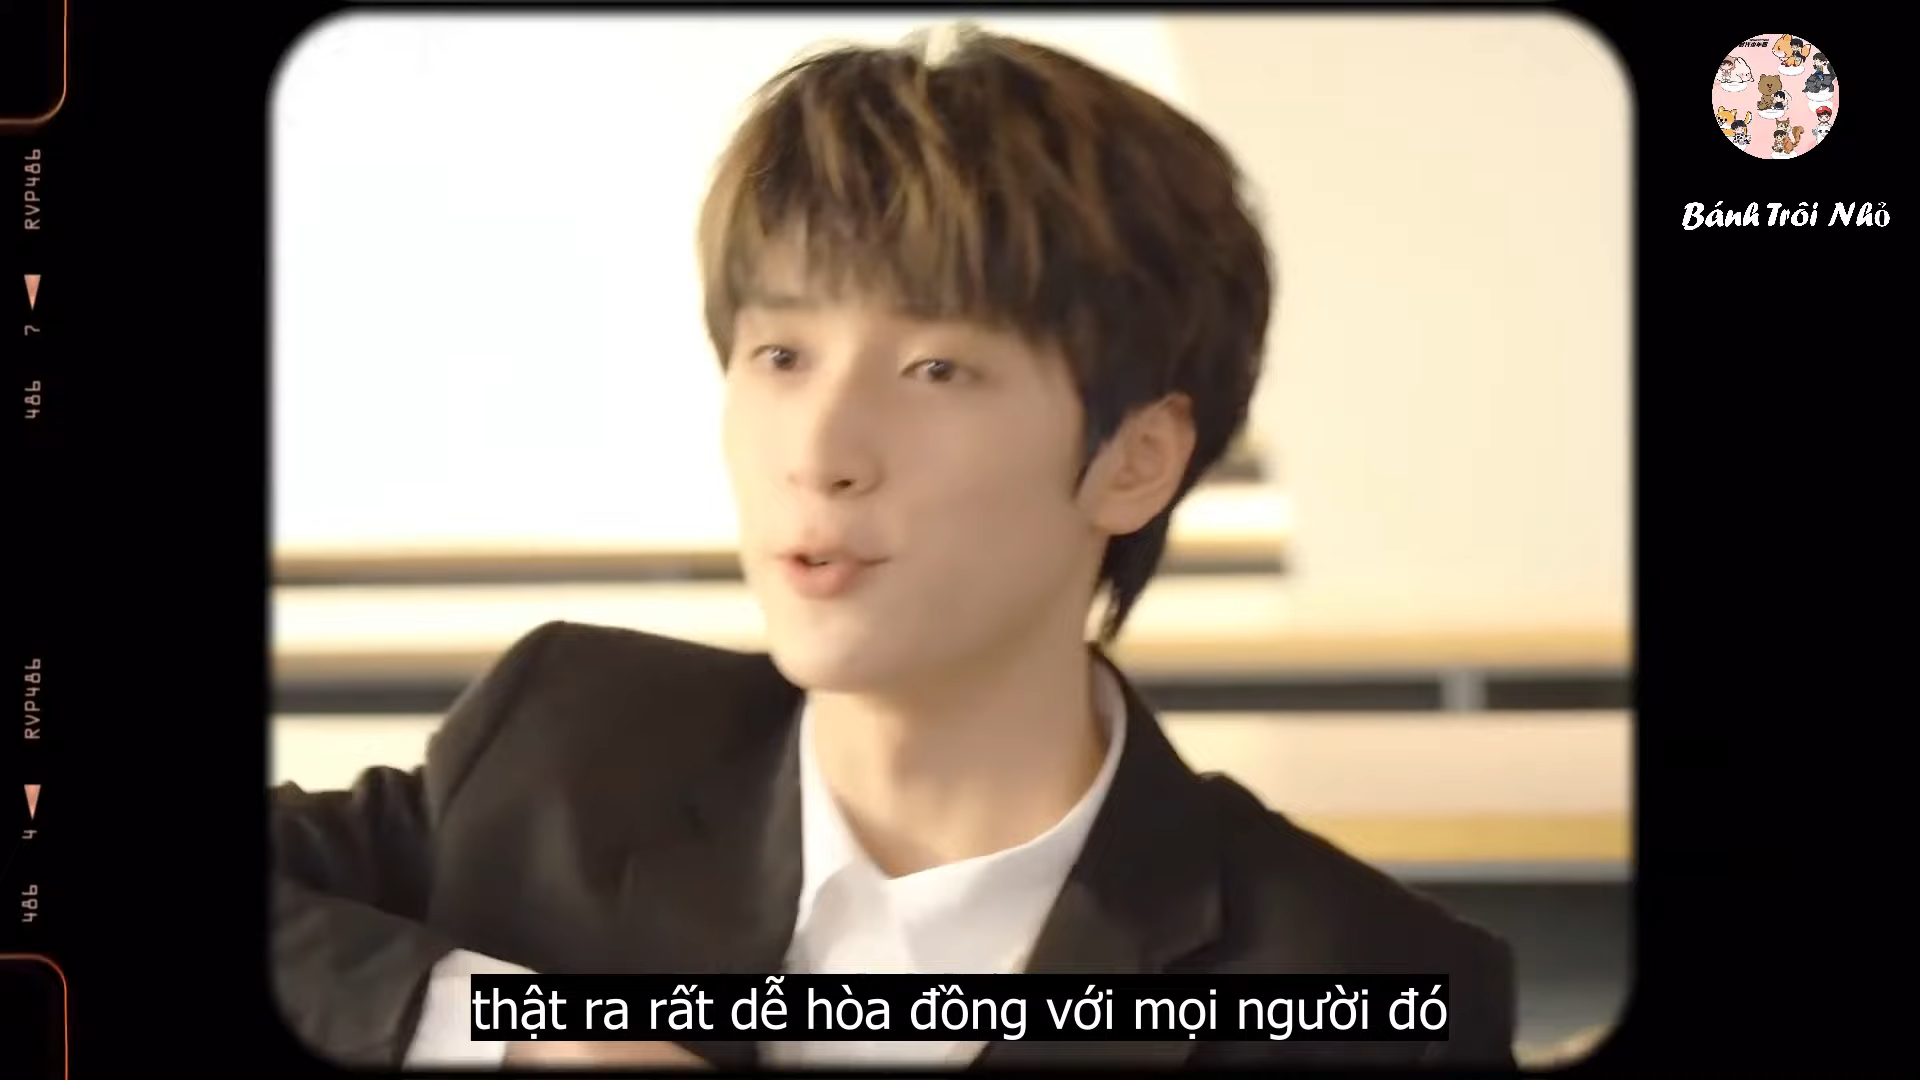 RVP486
7
486
RVP486
4
486
Bánh Trôi Nhỏ
thật ra rất dễ hòa đồng với mọi người đó